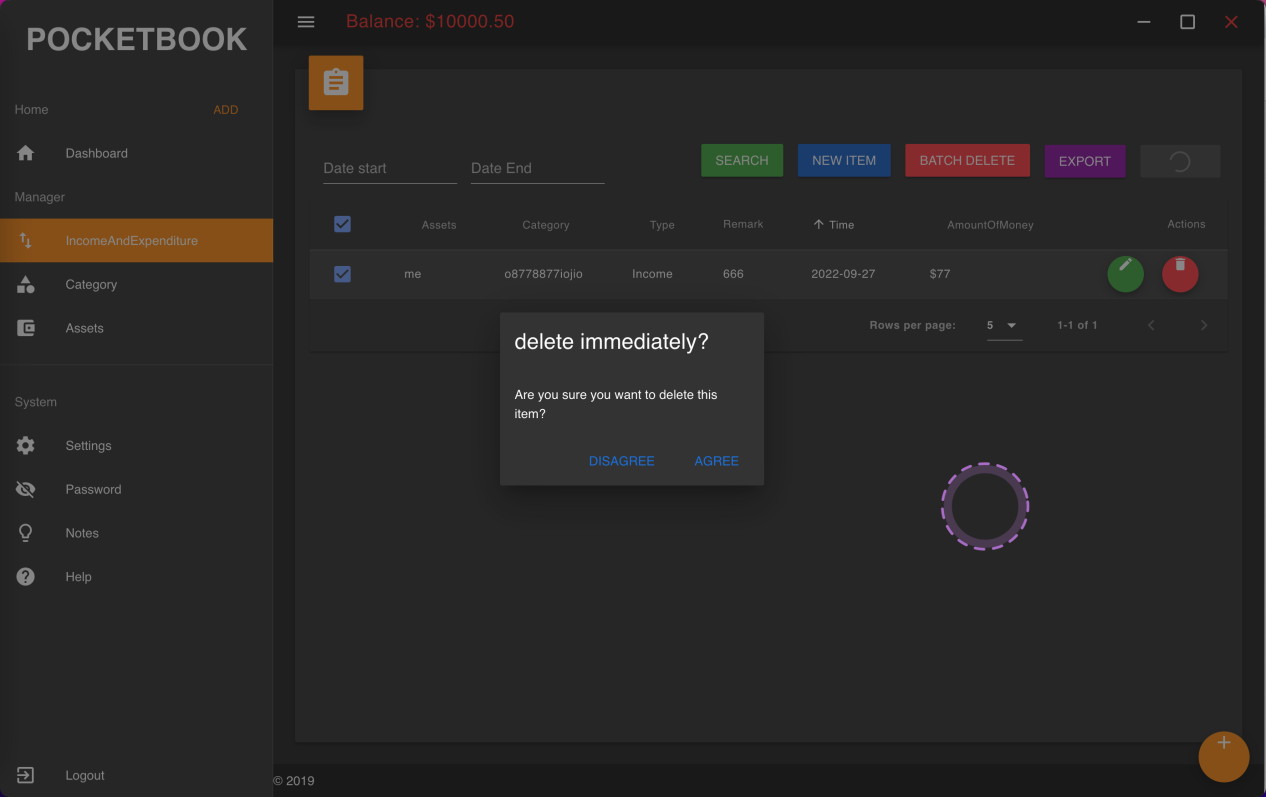 POCKETBOOK
Balance: $10000.50
Home ADD
Dashboard
Manager
IncomeAndExpenditure
Category
Assets
System
Settings
Password
Notes
Help
Logout
Date start Date End SEARCH NEW ITEM BATCH DELETE EXPORT
Assets Category Type Remark Time AmountOfMoney Actions
me o8778877iojio Income 666 2022-09-27 $77
Rows per page: 5 1-1 of 1
delete immediately?
Are you sure you want to delete this
item?
DISAGREE AGREE
© 2019